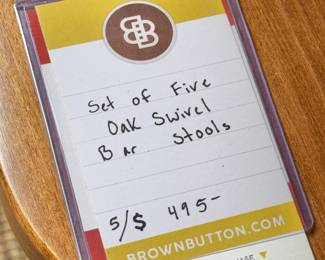 Set of Five
Oak Swivel
Bar Stools
5/$ 495-
BROWNBUTTON.COM